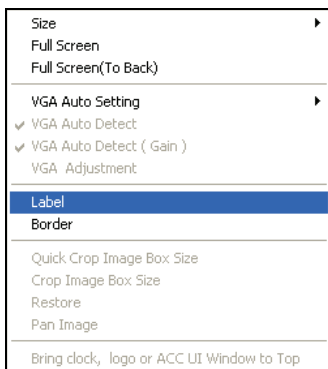 Size
Full Screen
Full Screen(To Back)
VGA Auto Setting
VGA Auto Detect
VGA Auto Detect ( Gain )
VGA Adjustment
Label
Border
Quick Crop Image Box Size
Crop Image Box Size
Restore
Pan Image
Bring clock, logo or ACC UI Window to Top